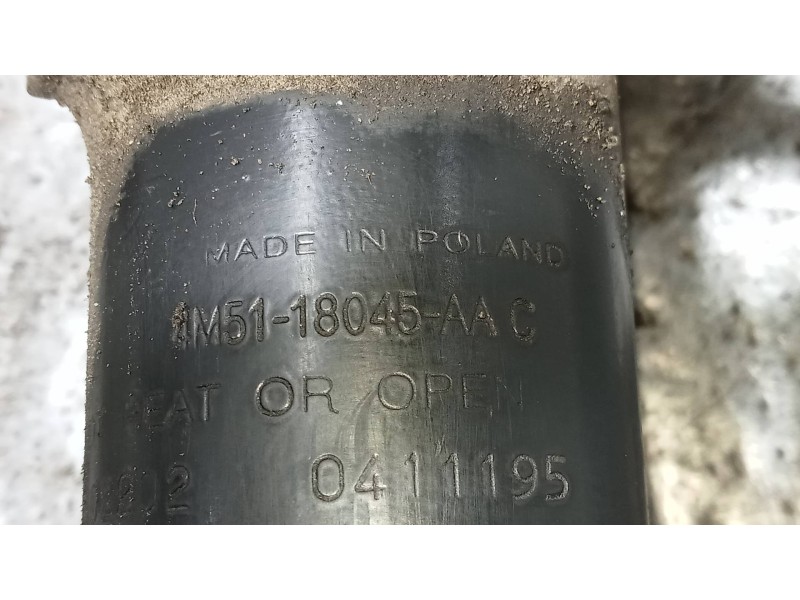 MADE IN POLAND
4M51-18045-AA C
OR OPEN
0411195